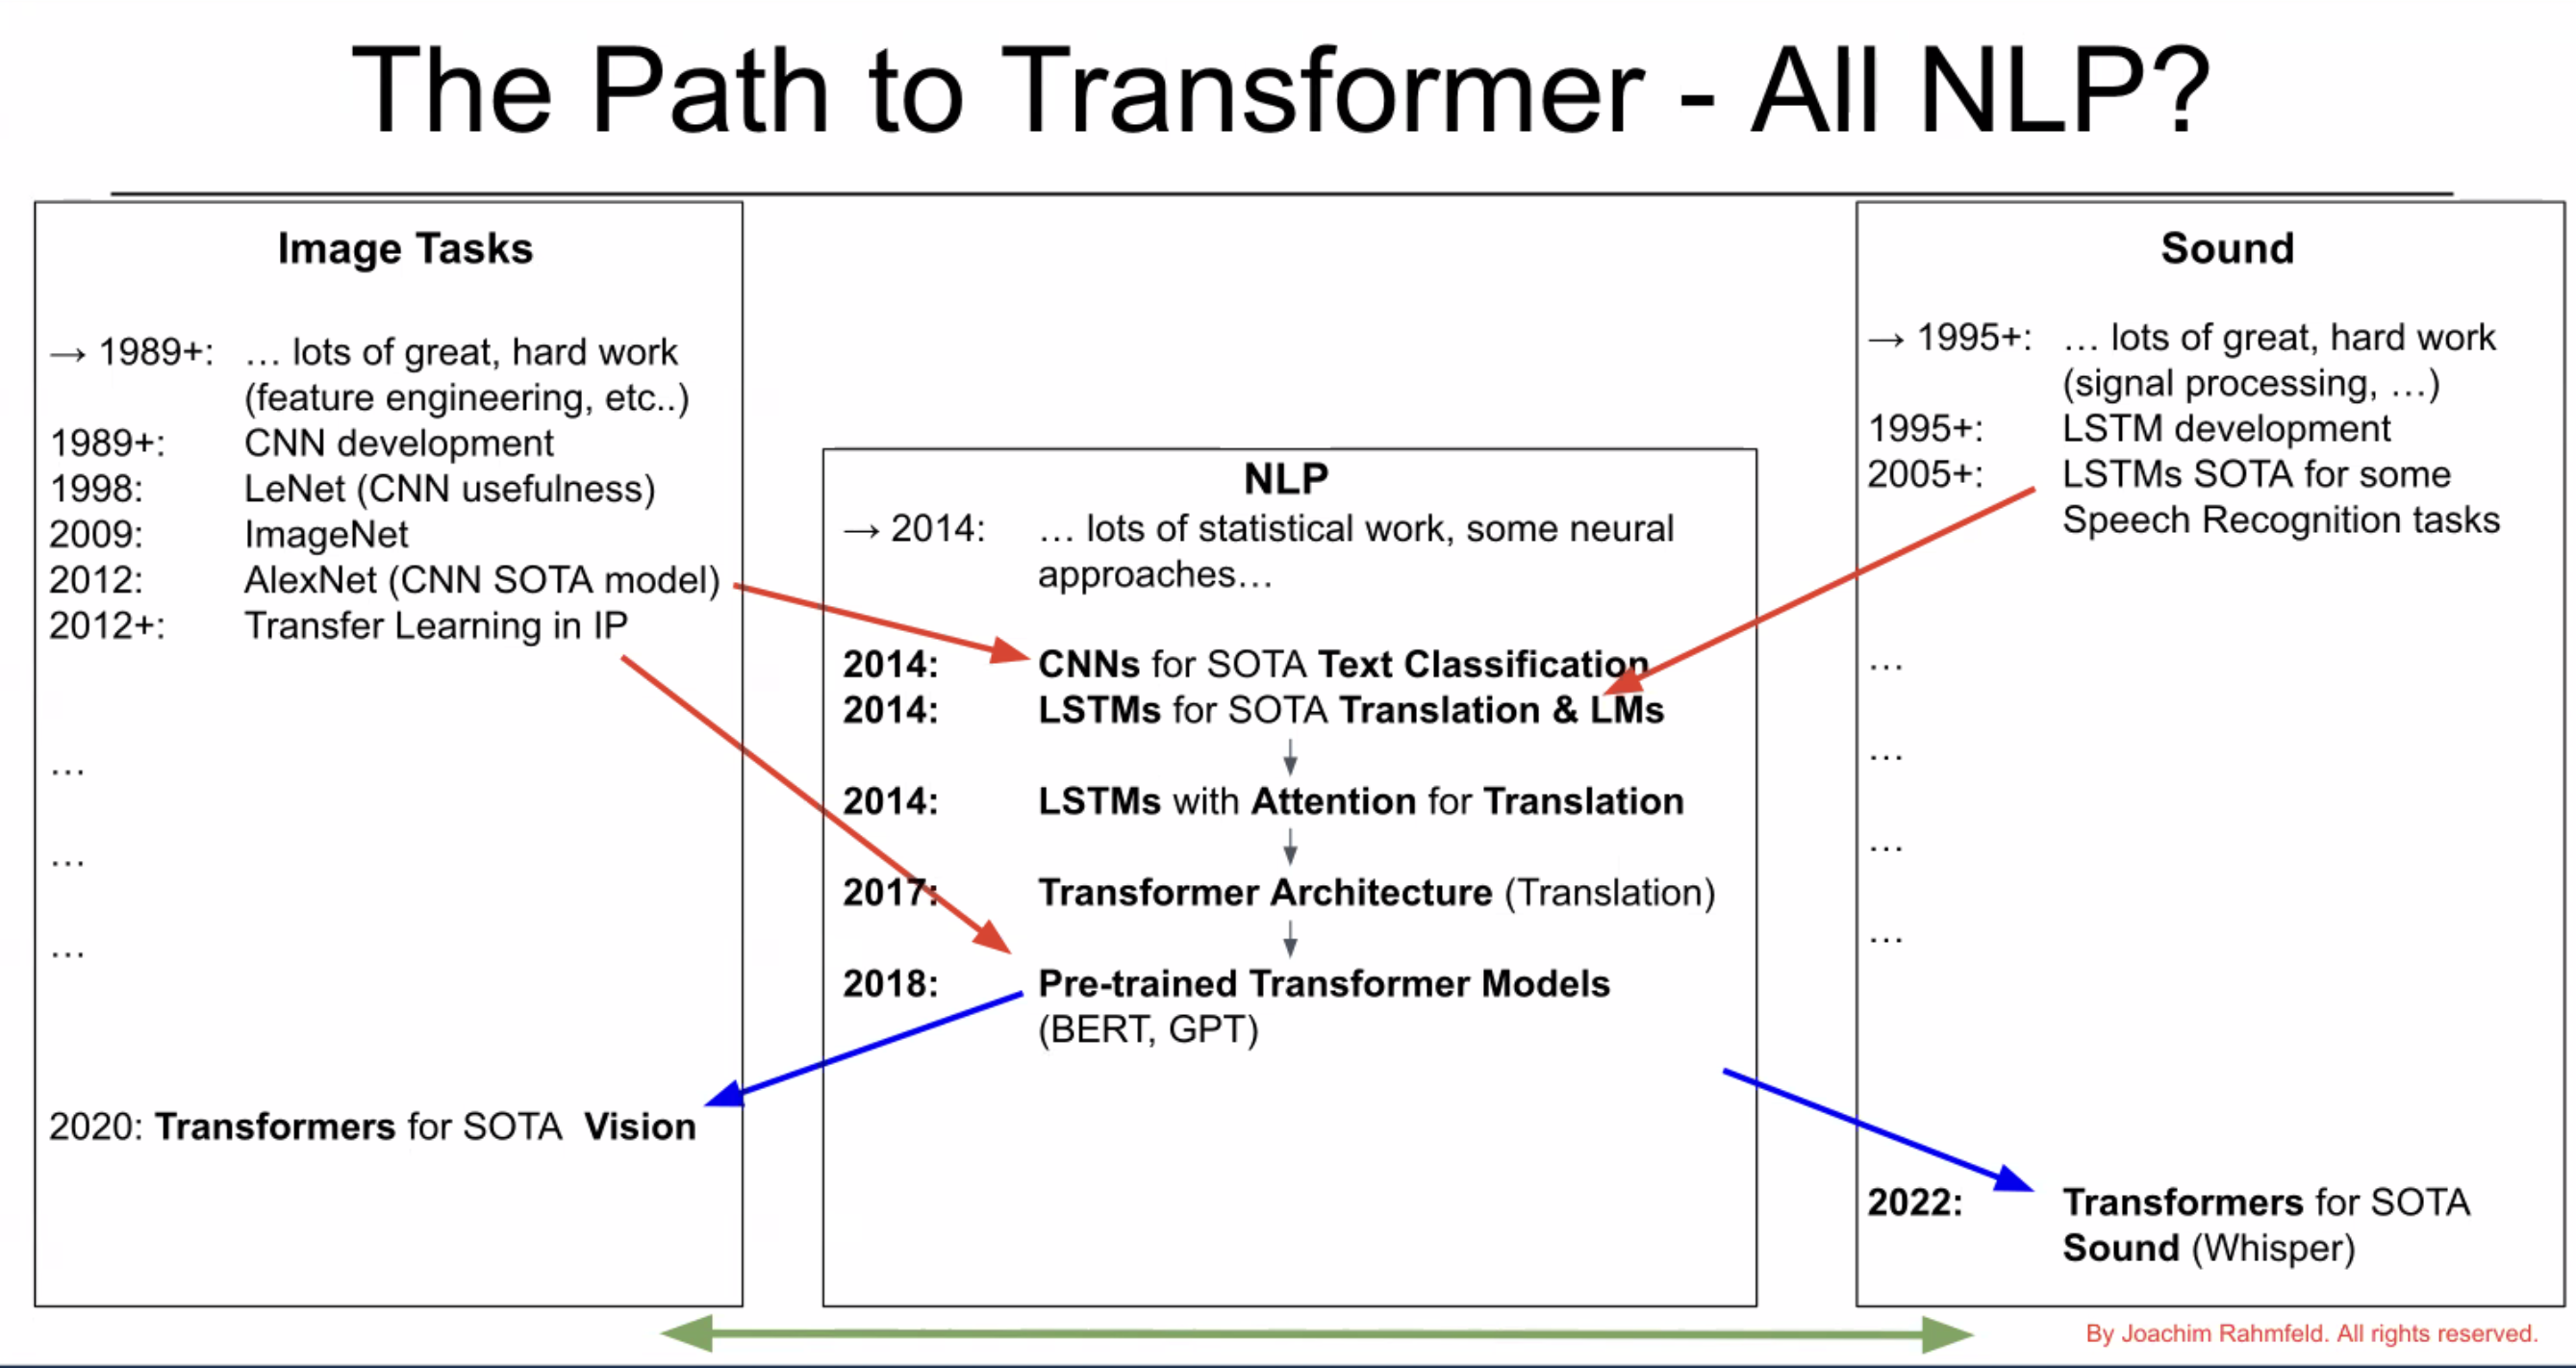 The Path to Transformer - All NLP?
Image Tasks
→ 1989+: … lots of great, hard work
(feature engineering, etc..)
1989+: CNN development
1998: LeNet (CNN usefulness)
2009: ImageNet
2012: AlexNet (CNN SOTA model)
2012+: Transfer Learning in IP
…
…
…
2020: Transformers for SOTA Vision
NLP
→ 2014: … lots of statistical work, some neural
approaches…
2014: CNNs for SOTA Text Classification
2014: LSTMs for SOTA Translation & LMs
2014: LSTMs with Attention for Translation
2017: Transformer Architecture (Translation)
2018: Pre-trained Transformer Models
(BERT, GPT)
Sound
→ 1995+: … lots of great, hard work
(signal processing, …)
1995+: LSTM development
2005+: LSTMs SOTA for some
Speech Recognition tasks
…
…
…
…
2022: Transformers for SOTA
Sound (Whisper)
By Joachim Rahmfeld. All rights reserved.